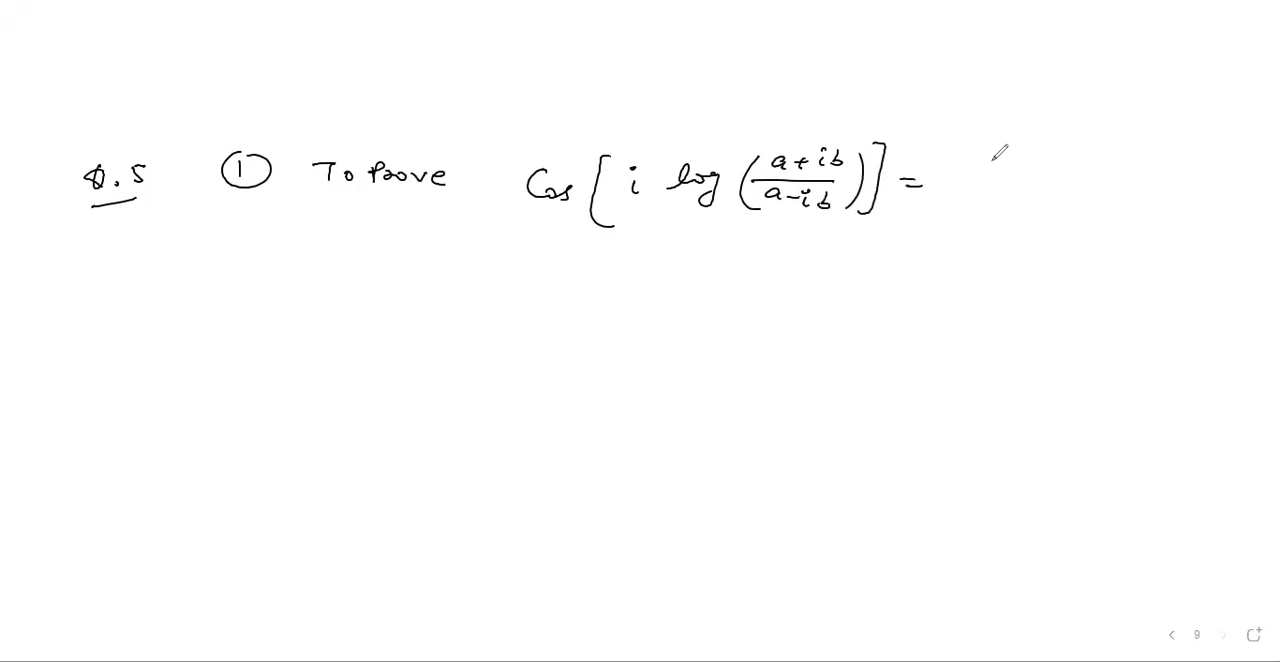 Q.5 ① To Prove Cos[i log((a+ib)/(a-ib))] =
9